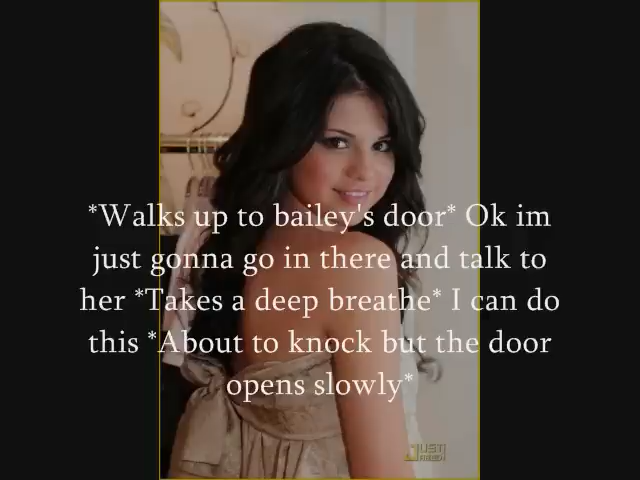 *Walks up to bailey's door* Ok im
just gonna go in there and talk to
her *Takes a deep breathe* I can do
this *About to knock but the door
opens slowly*
JUST